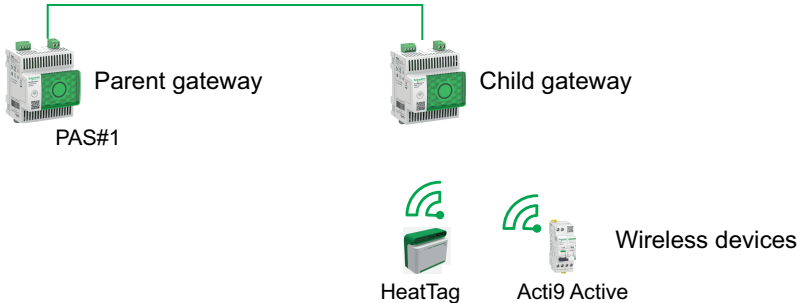 Parent gateway
Child gateway
PAS#1
Wireless devices
HeatTag
Acti9 Active